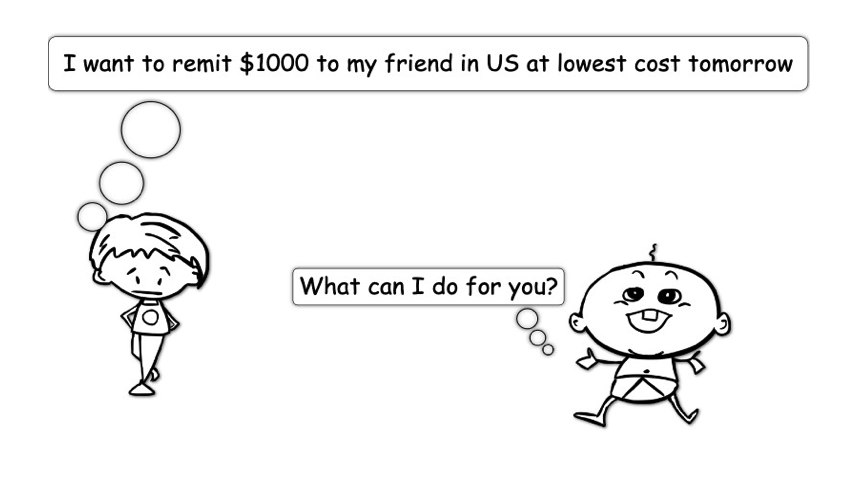 I want to remit $1000 to my friend in US at lowest cost tomorrow
What can I do for you?